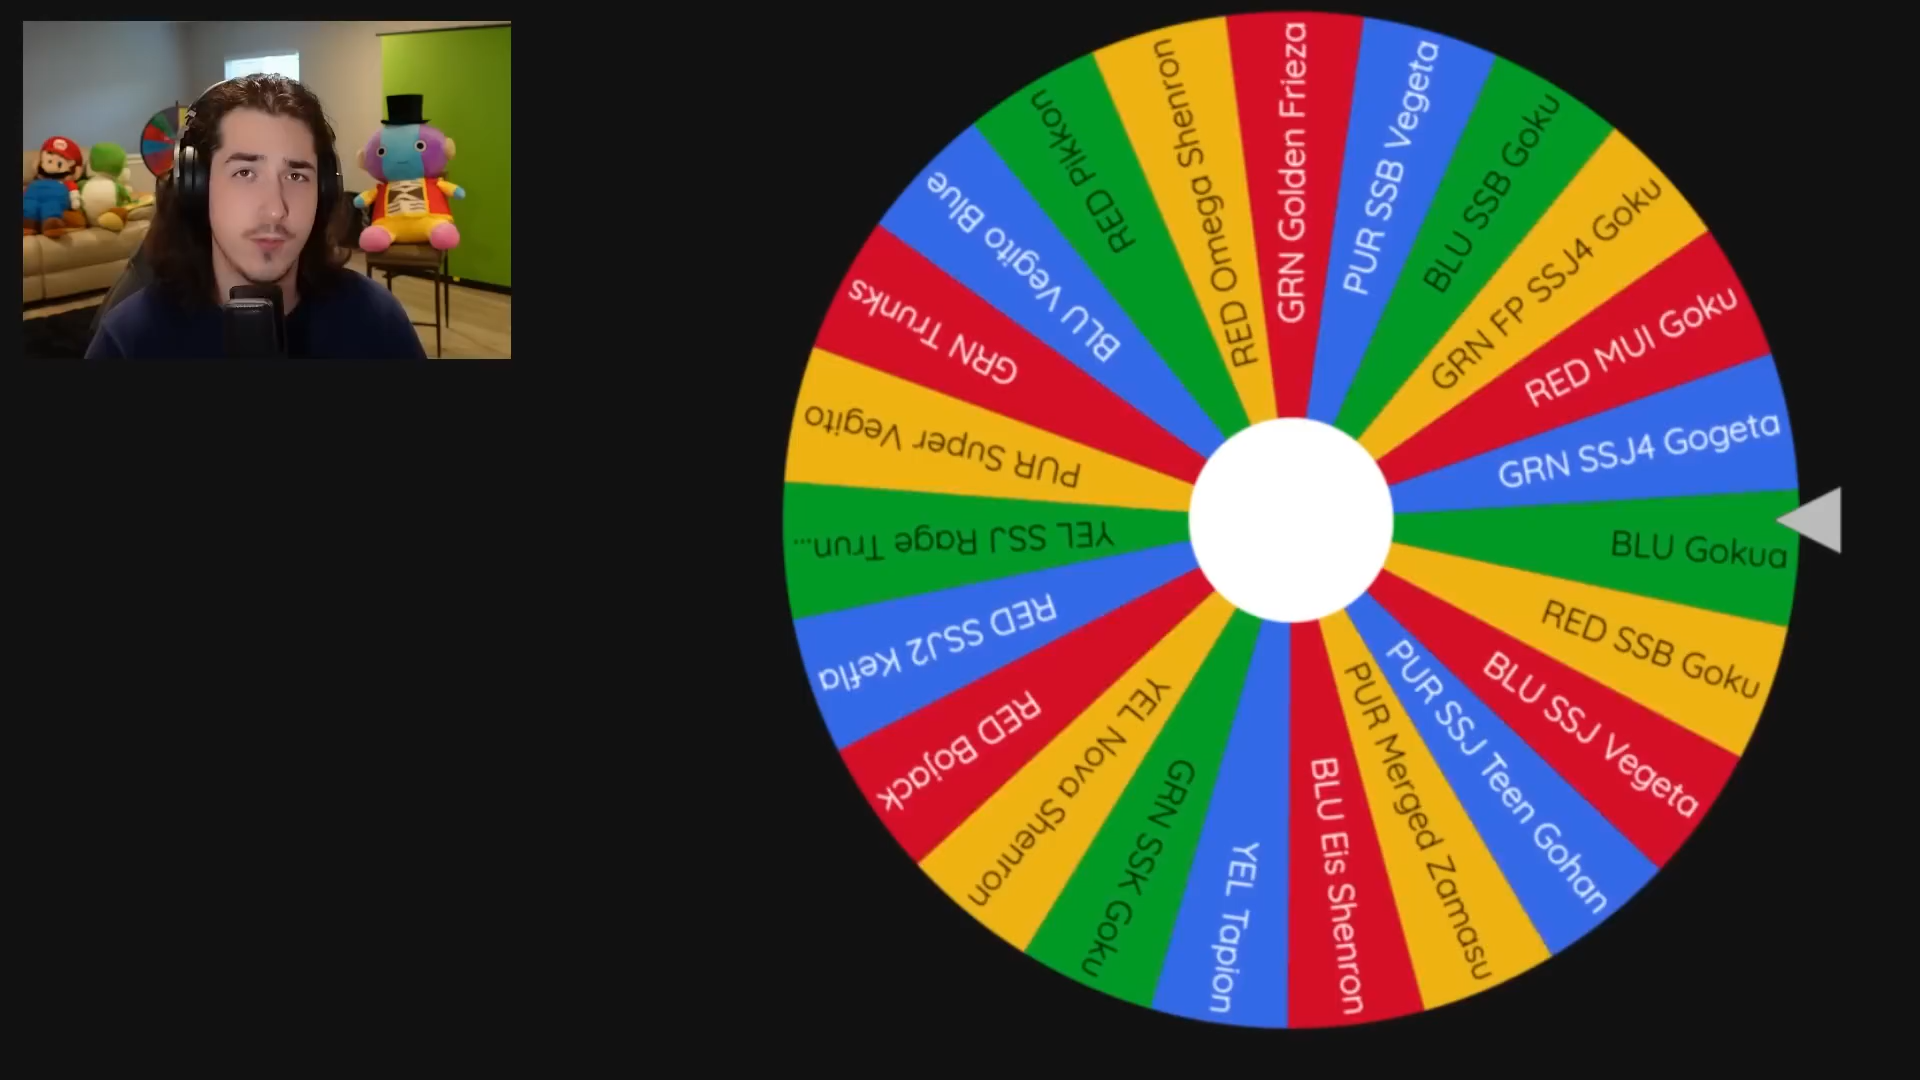 GRN Golden Frieza
PUR SSB Vegeta
BLU SSB Goku
GRN FP SSJ4 Goku
RED MUI Goku
GRN SSJ4 Gogeta
BLU Gokua
RED SSB Goku
BLU SSJ Vegeta
PUR SSJ Teen Gohan
PUR Merged Zamasu
BLU Eis Shenron
YEL Tapion
GRN SSK Goku
YEL Nova Shenron
RED Bojack
RED SSJ2 Kefla
YEL SSJ Rage Trun...
PUR Super Vegito
GRN Trunks
BLU Vegito Blue
RED Pikkon
RED Omega Shenron